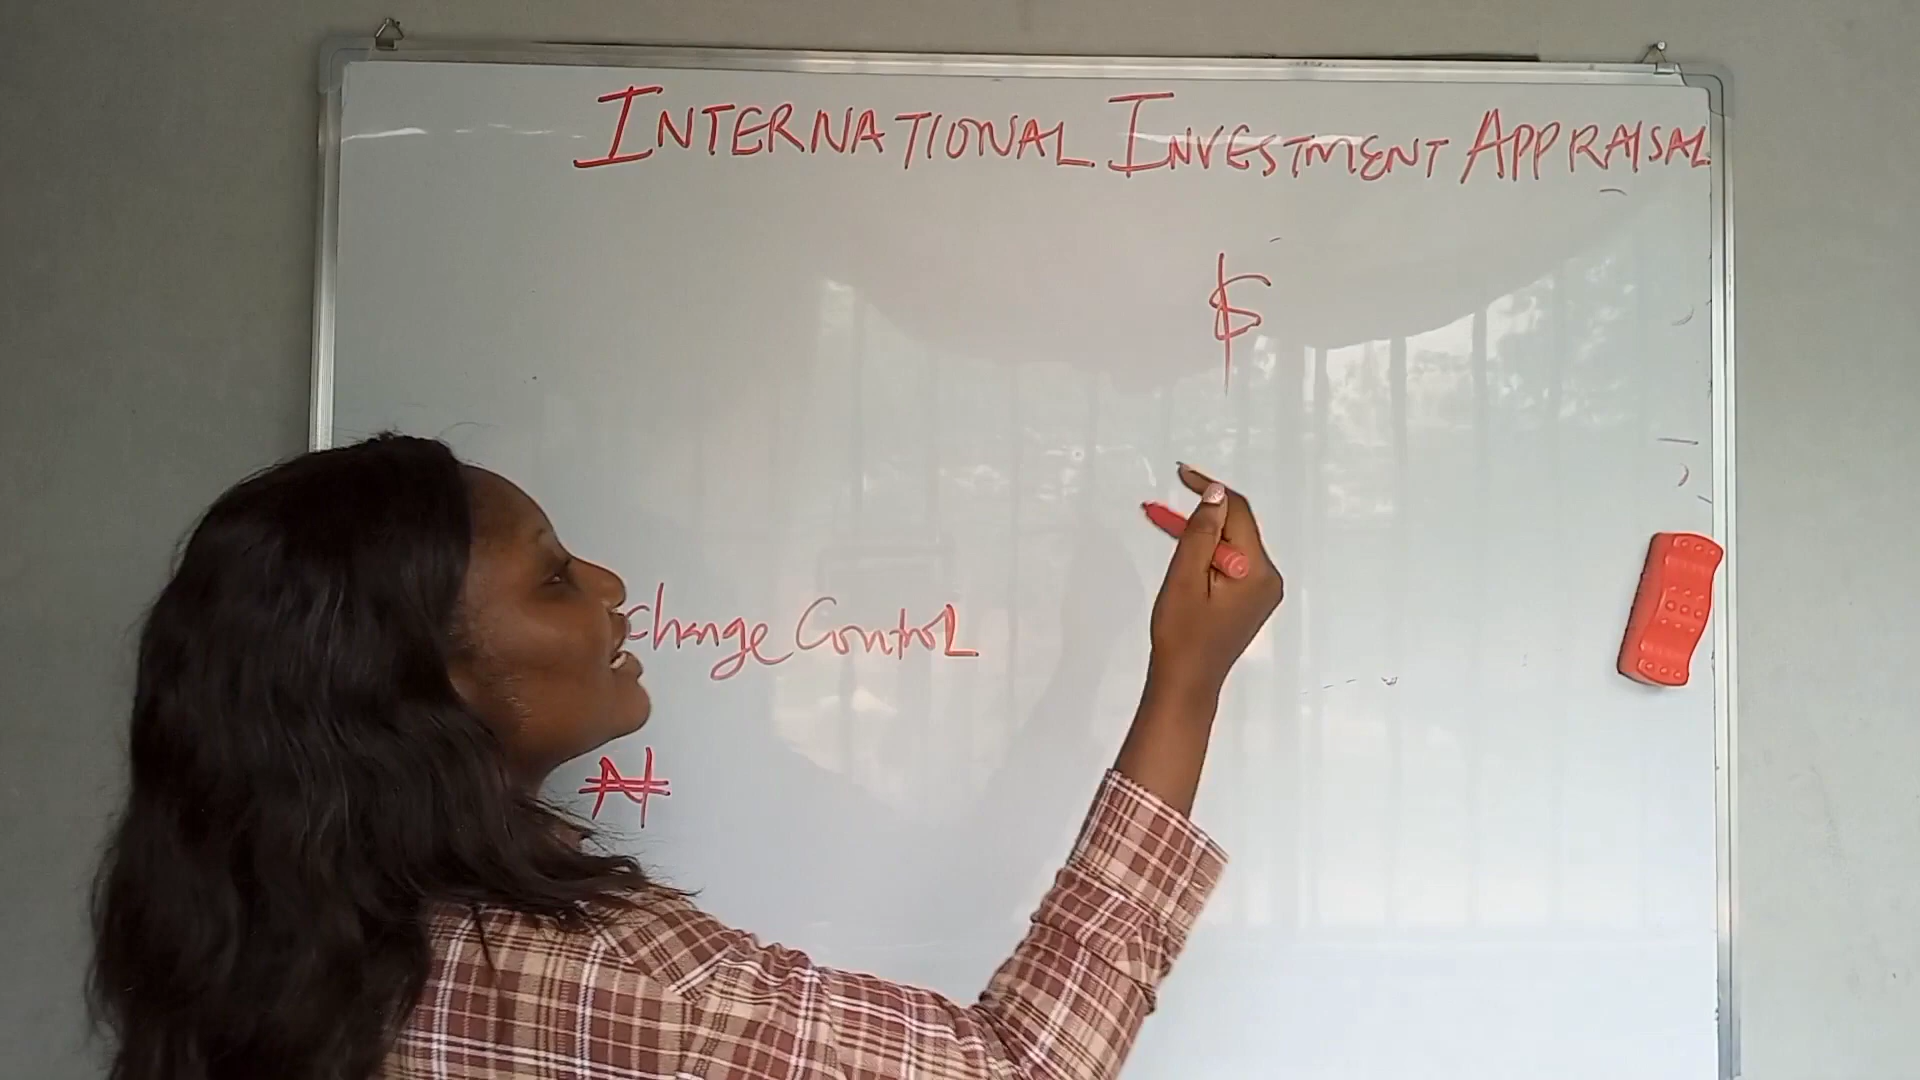 INTERNATIONAL INVESTMENT APPRAISAL
$
change Control
₦